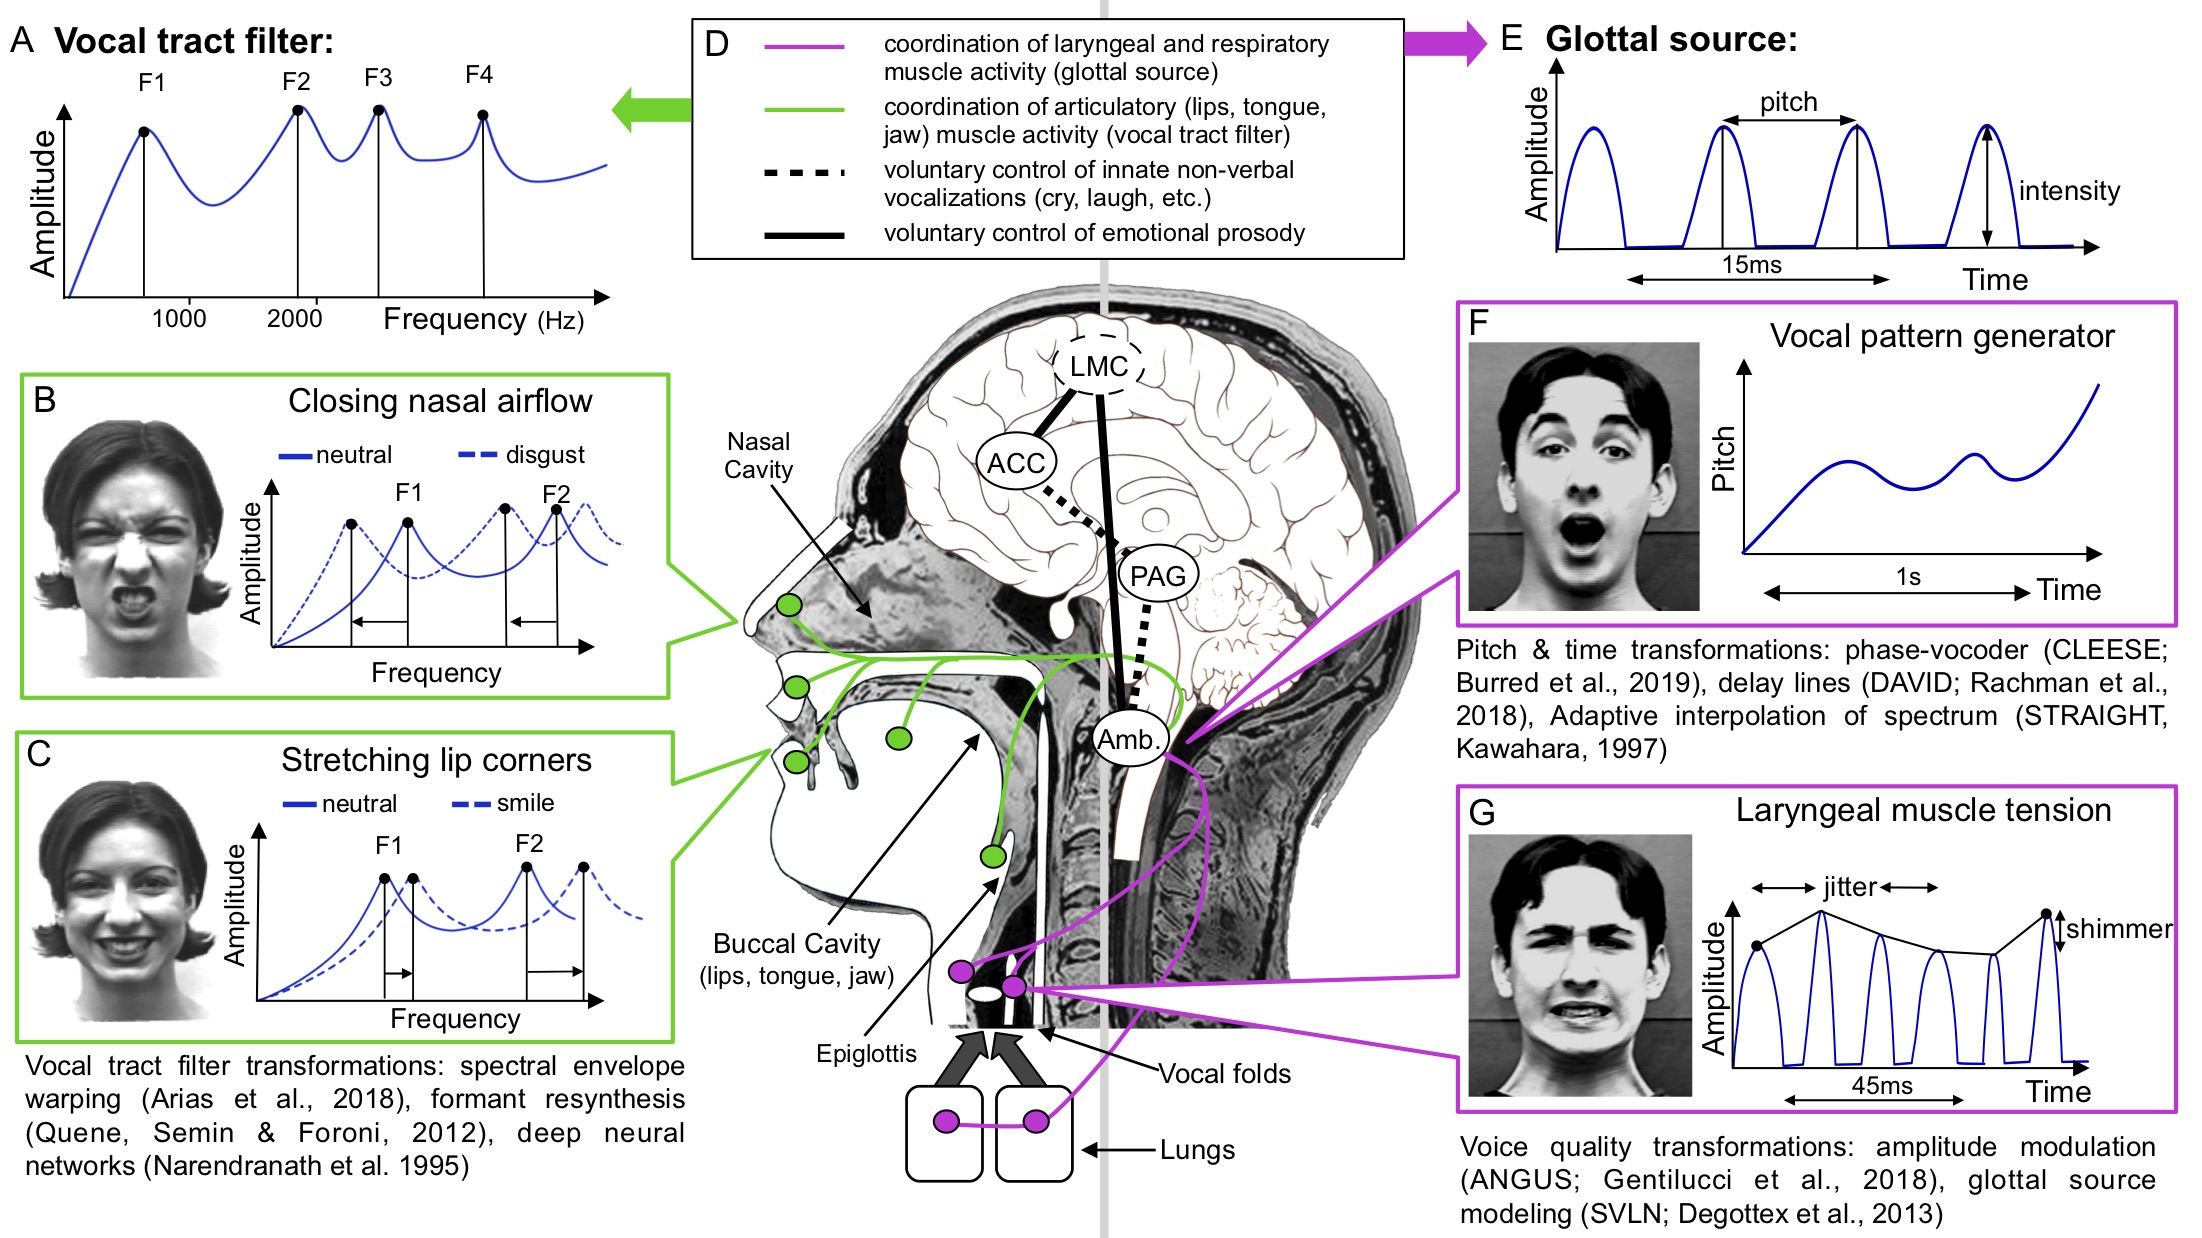 A Vocal tract filter:
F1
F2
F3
F4
Amplitude
1000
2000
Frequency (Hz)
B
Closing nasal airflow
neutral
disgust
F1
F2
Amplitude
Frequency
C
Stretching lip corners
neutral
smile
F1
F2
Amplitude
Frequency
Vocal tract filter transformations: spectral envelope
warping (Arias et al., 2018), formant resynthesis
(Quene, Semin & Foroni, 2012), deep neural
networks (Narendranath et al. 1995)
D
coordination of laryngeal and respiratory
muscle activity (glottal source)
coordination of articulatory (lips, tongue,
jaw) muscle activity (vocal tract filter)
voluntary control of innate non-verbal
vocalizations (cry, laugh, etc.)
voluntary control of emotional prosody
LMC
ACC
PAG
Amb.
Nasal
Cavity
Buccal Cavity
(lips, tongue, jaw)
Epiglottis
Vocal folds
Lungs
E Glottal source:
Amplitude
pitch
intensity
15ms
Time
F
Vocal pattern generator
Pitch
1s
Time
Pitch & time transformations: phase-vocoder (CLEESE;
Burred et al., 2019), delay lines (DAVID; Rachman et al.,
2018), Adaptive interpolation of spectrum (STRAIGHT,
Kawahara, 1997)
G
Laryngeal muscle tension
jitter
shimmer
Amplitude
45ms
Time
Voice quality transformations: amplitude modulation
(ANGUS; Gentilucci et al., 2018), glottal source
modeling (SVLN; Degottex et al., 2013)